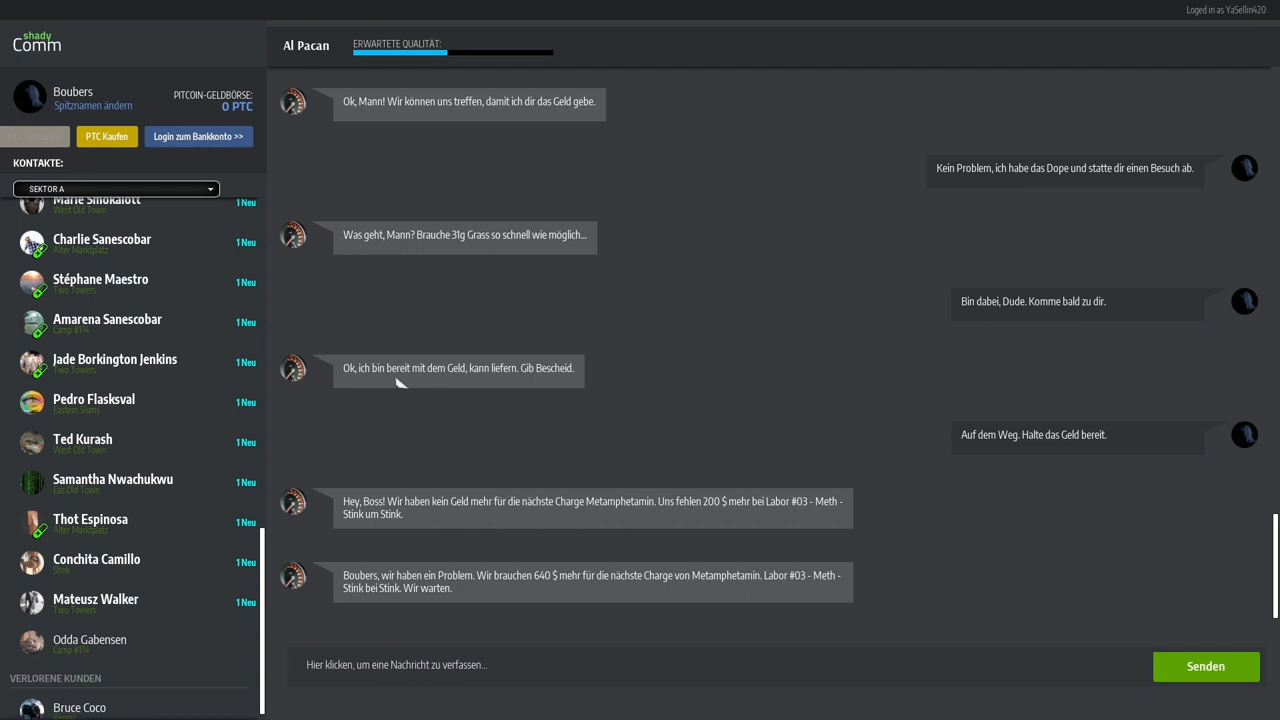 Loged in as YaSellin420
shady
Comm
Boubers
Spitznamen ändern
PITCOIN-GELDBÖRSE:
0 PTC
PTC Kaufen
Login zum Bankkonto >>
KONTAKTE:
SEKTOR A
Marie Smokalott
West Old Town
1 Neu
Charlie Sanescobar
Alter Marktplatz
1 Neu
Stéphane Maestro
Two Towers
1 Neu
Amarena Sanescobar
Camp #174
1 Neu
Jade Borkington Jenkins
Two Towers
1 Neu
Pedro Flasksval
Eastern Slums
1 Neu
Ted Kurash
West Old Town
1 Neu
Samantha Nwachukwu
Eas Old Town
1 Neu
Thot Espinosa
Alter Marktplatz
1 Neu
Conchita Camillo
Stink
1 Neu
Mateusz Walker
Two Towers
1 Neu
Odda Gabensen
Camp #174
VERLORENE KUNDEN
Bruce Coco
Al Pacan
ERWARTETE QUALITÄT:
Ok, Mann! Wir können uns treffen, damit ich dir das Geld gebe.
Kein Problem, ich habe das Dope und statte dir einen Besuch ab.
Was geht, Mann? Brauche 31g Grass so schnell wie möglich...
Bin dabei, Dude. Komme bald zu dir.
Ok, ich bin bereit mit dem Geld, kann liefern. Gib Bescheid.
Auf dem Weg. Halte das Geld bereit.
Hey, Boss! Wir haben kein Geld mehr für die nächste Charge Metamphetamin. Uns fehlen 200 $ mehr bei Labor #03 - Meth -
Stink um Stink.
Boubers, wir haben ein Problem. Wir brauchen 640 $ mehr für die nächste Charge von Metamphetamin. Labor #03 - Meth -
Stink bei Stink. Wir warten.
Hier klicken, um eine Nachricht zu verfassen...
Senden